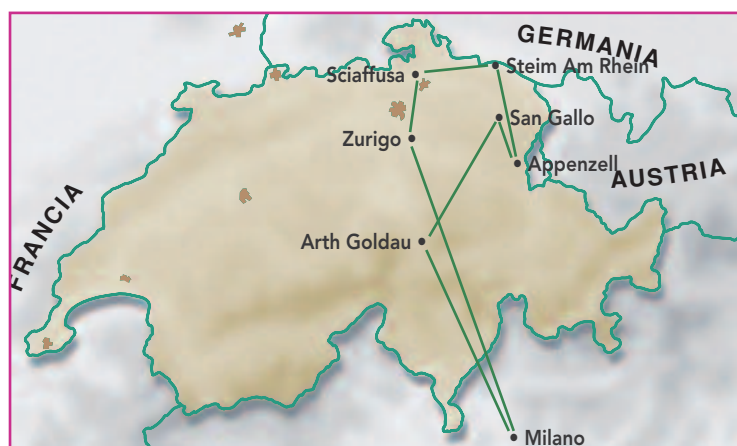 GERMANIA
Sciaffusa
Steim Am Rhein
San Gallo
Zurigo
Appenzell
AUSTRIA
FRANCIA
Arth Goldau
Milano